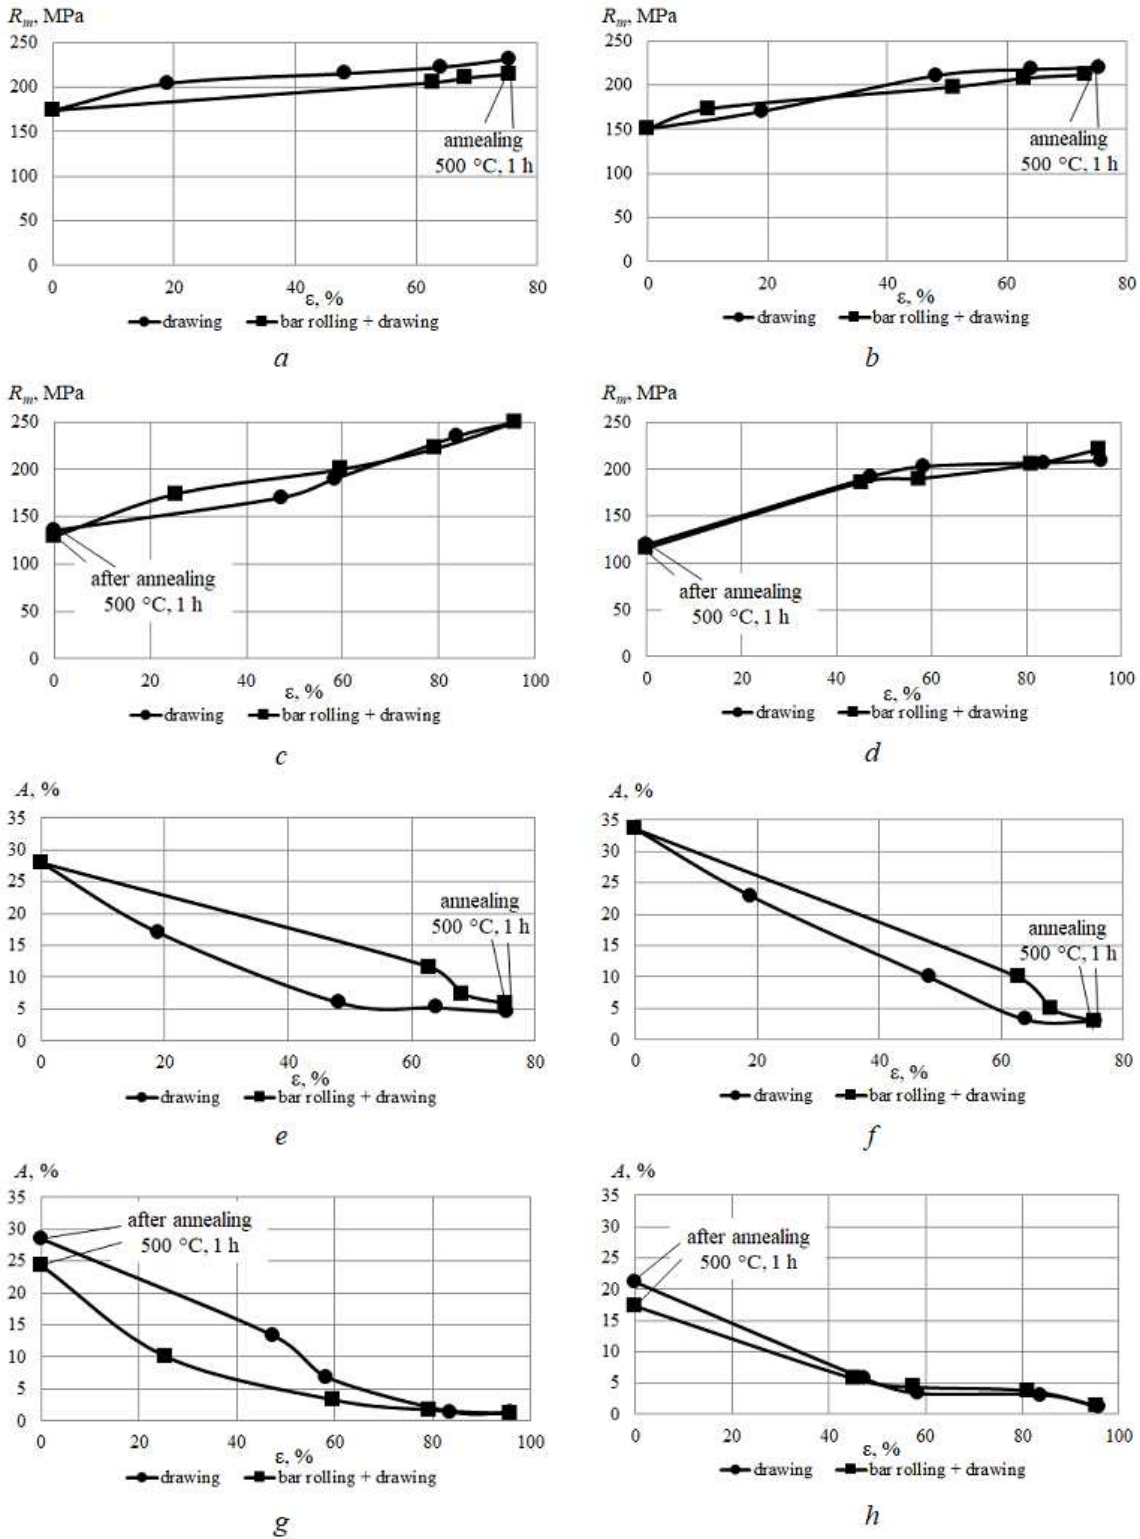 Rm, MPa
250
200
150
100
50
0
annealing
500 °C, 1 h
0 20 40 60 80
ε, %
drawing bar rolling + drawing
a
Rm, MPa
250
200
150
100
50
0
annealing
500 °C, 1 h
0 20 40 60 80
ε, %
drawing bar rolling + drawing
b
Rm, MPa
250
200
150
100
50
0
after annealing
500 °C, 1 h
0 20 40 60 80 100
ε, %
drawing bar rolling + drawing
c
Rm, MPa
250
200
150
100
50
0
after annealing
500 °C, 1 h
0 20 40 60 80 100
ε, %
drawing bar rolling + drawing
d
A, %
35
30
25
20
15
10
5
0
annealing
500 °C, 1 h
0 20 40 60 80
ε, %
drawing bar rolling + drawing
e
A, %
35
30
25
20
15
10
5
0
annealing
500 °C, 1 h
0 20 40 60 80
ε, %
drawing bar rolling + drawing
f
A, %
35
30
25
20
15
10
5
0
after annealing
500 °C, 1 h
0 20 40 60 80 100
ε, %
drawing bar rolling + drawing
g
A, %
35
30
25
20
15
10
5
0
after annealing
500 °C, 1 h
0 20 40 60 80 100
ε, %
drawing bar rolling + drawing
h